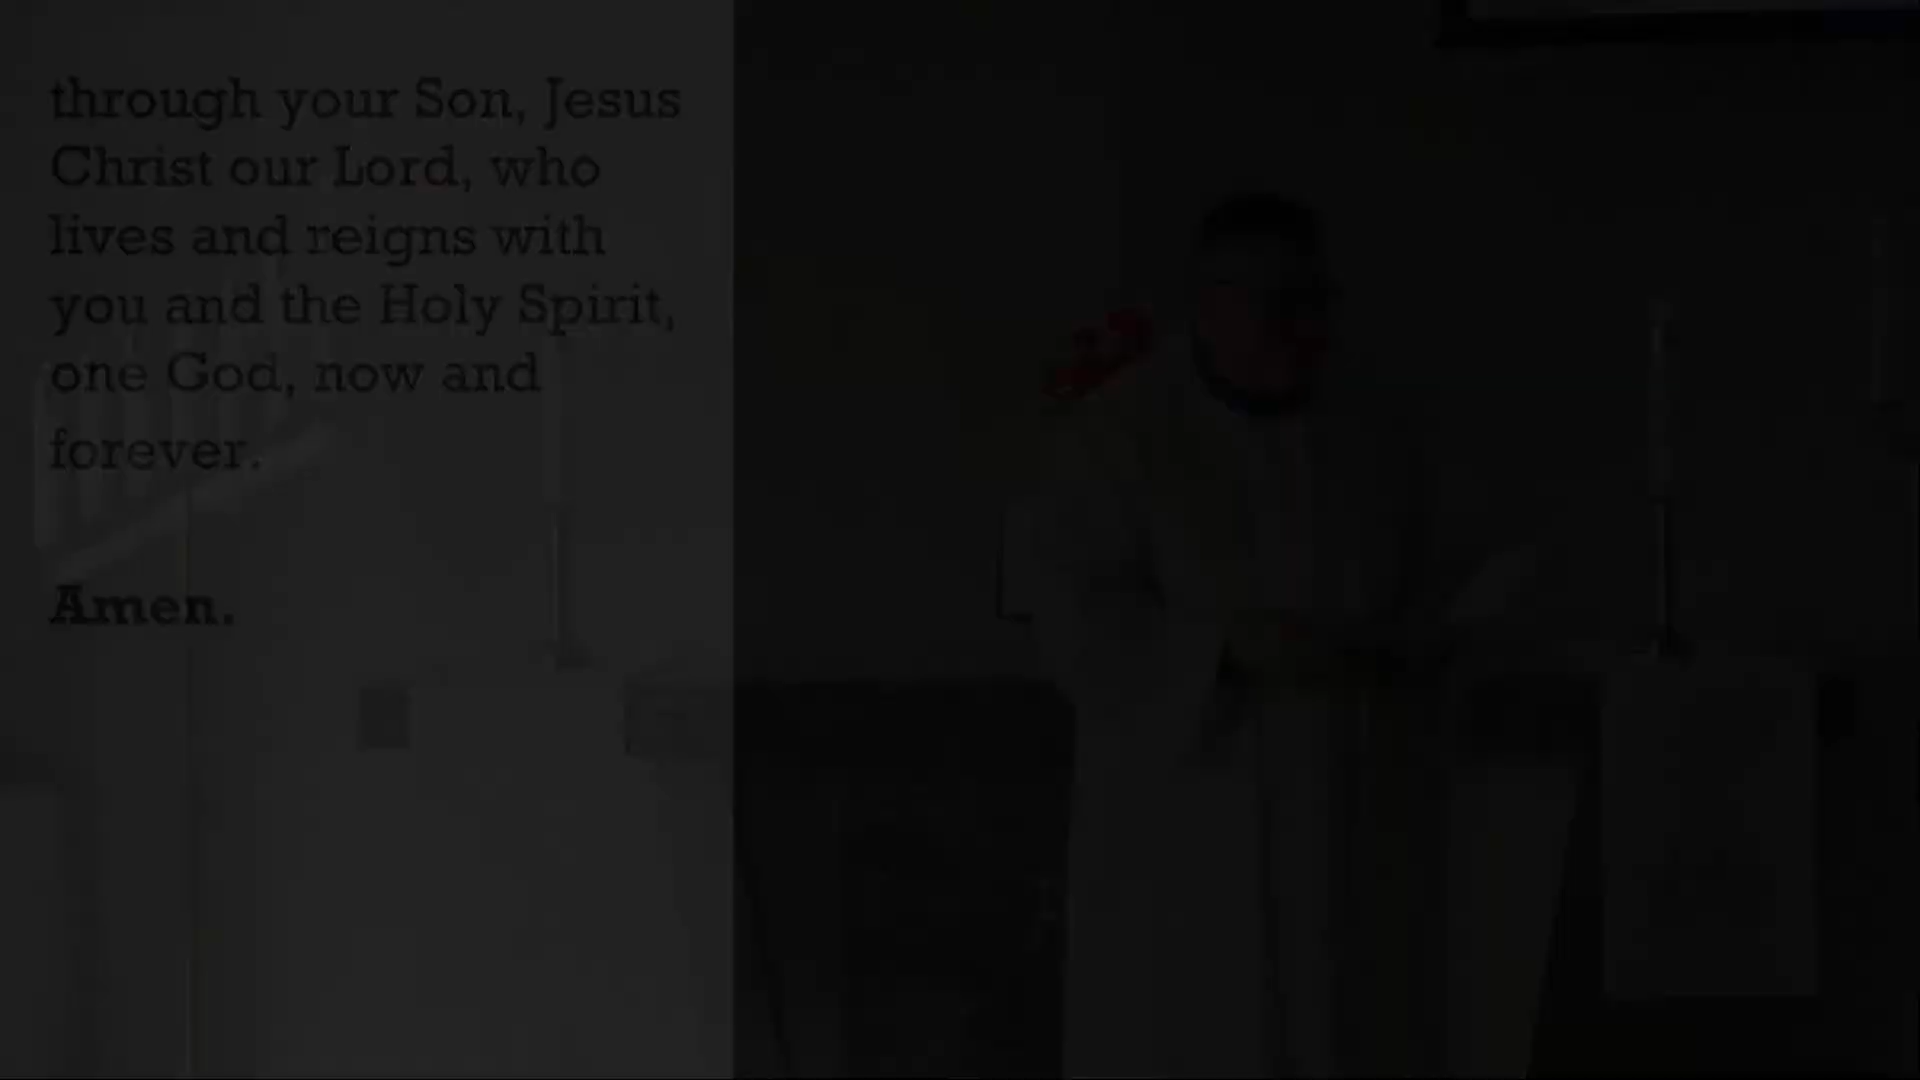 through your Son, Jesus
Christ our Lord, who
lives and reigns with
you and the Holy Spirit,
one God, now and
forever.
Amen.